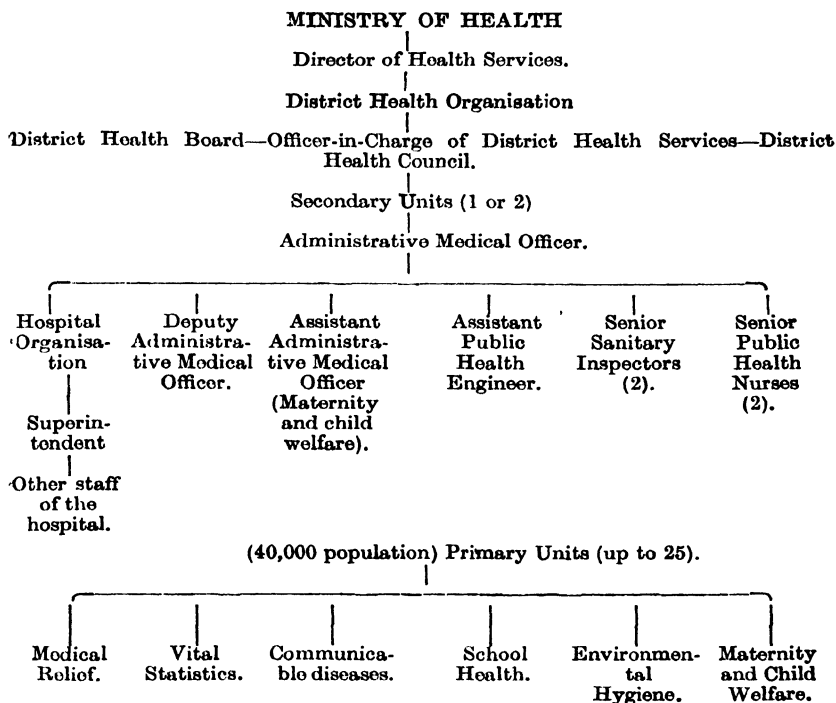 MINISTRY OF HEALTH
Director of Health Services.
District Health Organisation
District Health Board—Officer-in-Charge of District Health Services—District
Health Council.
Secondary Units (1 or 2)
Administrative Medical Officer.
Hospital Organisa-tion
Deputy Administra-tive Medical Officer.
Assistant Administra-tive Medical Officer (Maternity and child welfare).
Assistant Public Health Engineer.
Senior Sanitary Inspectors (2).
Senior Public Health Nurses (2).
Superin-tendent
Other staff of the hospital.
(40,000 population) Primary Units (up to 25).
Medical Relief.
Vital Statistics.
Communica-ble diseases.
School Health.
Environmen-tal Hygiene.
Maternity and Child Welfare.